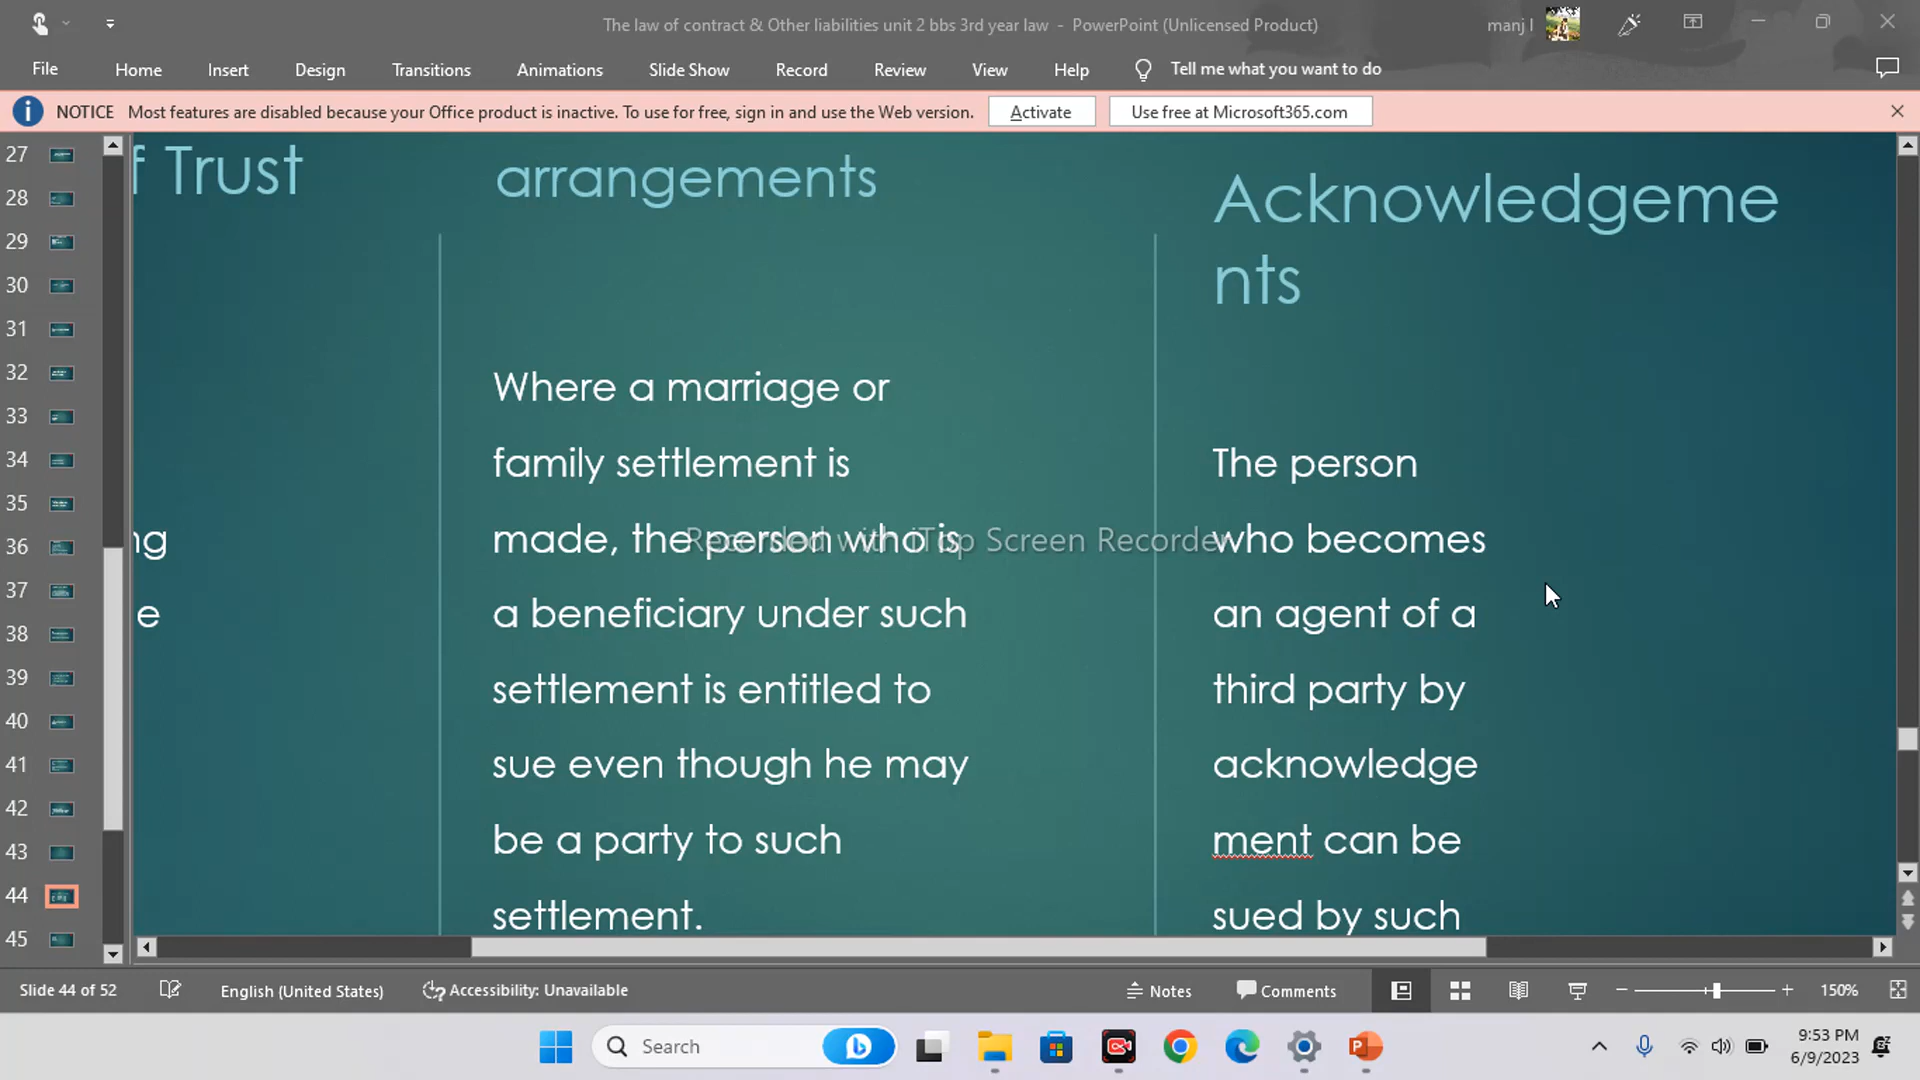 The law of contract & Other liabilities unit 2 bbs 3rd year law - PowerPoint (Unlicensed Product)
manj l
File Home Insert Design Transitions Animations Slide Show Record Review View Help Tell me what you want to do
NOTICE Most features are disabled because your Office product is inactive. To use for free, sign in and use the Web version. Activate Use free at Microsoft365.com
27
28
29
30
31
32
33
34
35
36
37
38
39
40
41
42
43
44
45
f Trust
ng
e
arrangements
Where a marriage or
family settlement is
made, the person who is
a beneficiary under such
settlement is entitled to
sue even though he may
be a party to such
settlement.
Acknowledgeme
nts
The person
who becomes
an agent of a
third party by
acknowledge
ment can be
sued by such
Recorded with iTop Screen Recorder
Slide 44 of 52 English (United States) Accessibility: Unavailable Notes Comments 150%
Search
9:53 PM
6/9/2023